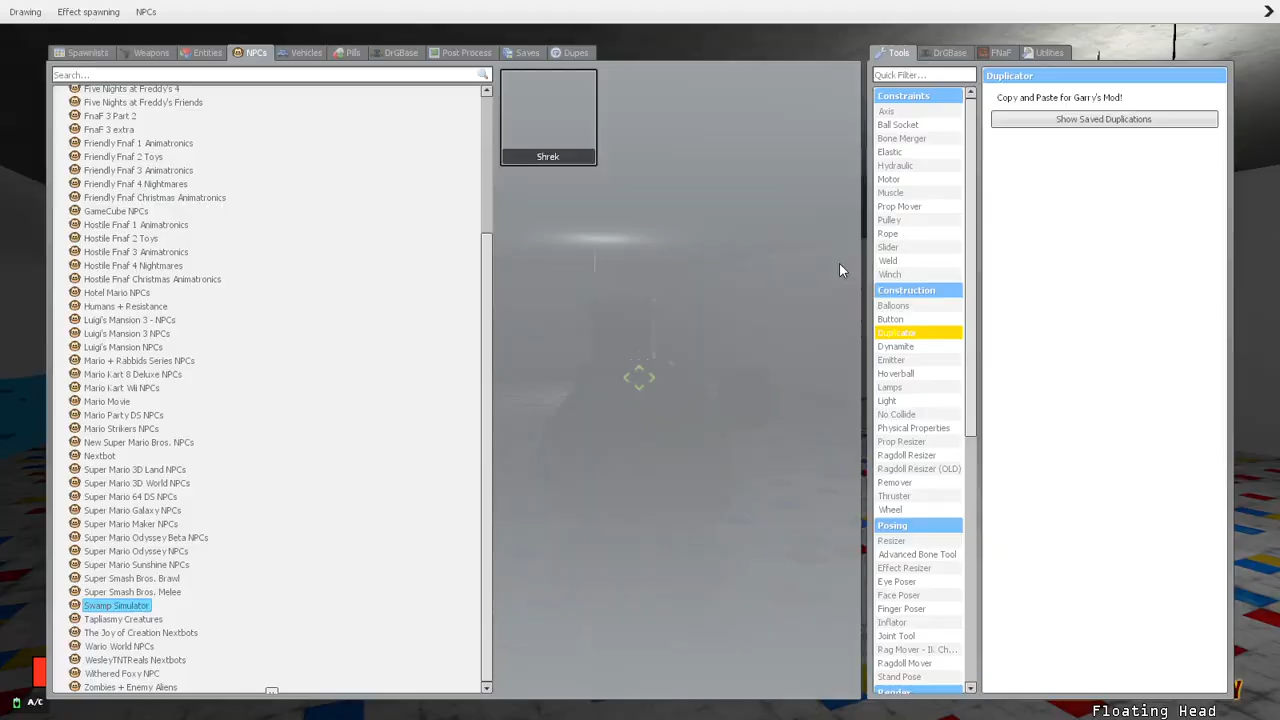 Drawing Effect spawning NPCs
Spawnlists Weapons Entities NPCs Vehicles Pills DrGBase Post Process Saves Dupes
Search...
Five Nights at Freddy's 4
Five Nights at Freddy's Friends
FnaF 3 Part 2
FnaF 3 extra
Friendly Fnaf 1 Animatronics
Friendly Fnaf 2 Toys
Friendly Fnaf 3 Animatronics
Friendly Fnaf 4 Nightmares
Friendly Fnaf Christmas Animatronics
GameCube NPCs
Hostile Fnaf 1 Animatronics
Hostile Fnaf 2 Toys
Hostile Fnaf 3 Animatronics
Hostile Fnaf 4 Nightmares
Hostile Fnaf Christmas Animatronics
Hotel Mario NPCs
Humans + Resistance
Luigi's Mansion 3 - NPCs
Luigi's Mansion 3 NPCs
Luigi's Mansion NPCs
Mario + Rabbids Series NPCs
Mario Kart 8 Deluxe NPCs
Mario Kart Wii NPCs
Mario Movie
Mario Party DS NPCs
Mario Strikers NPCs
New Super Mario Bros. NPCs
Nextbot
Super Mario 3D Land NPCs
Super Mario 3D World NPCs
Super Mario 64 DS NPCs
Super Mario Galaxy NPCs
Super Mario Maker NPCs
Super Mario Odyssey Beta NPCs
Super Mario Odyssey NPCs
Super Mario Sunshine NPCs
Super Smash Bros. Brawl
Super Smash Bros. Melee
Swamp Simulator
Tapliasmy Creatures
The Joy of Creation Nextbots
Wario World NPCs
WesleyTNTReals Nextbots
Withered Foxy NPC
Zombies + Enemy Aliens
Shrek
Tools DrGBase FNaF Utilities
Quick Filter...
Constraints
Axis
Ball Socket
Bone Merger
Elastic
Hydraulic
Motor
Muscle
Prop Mover
Pulley
Rope
Slider
Weld
Winch
Construction
Balloons
Button
Duplicator
Dynamite
Emitter
Hoverball
Lamps
Light
No Collide
Physical Properties
Prop Resizer
Ragdoll Resizer
Ragdoll Resizer (OLD)
Remover
Thruster
Wheel
Posing
Resizer
Advanced Bone Tool
Effect Resizer
Eye Poser
Face Poser
Finger Poser
Inflator
Joint Tool
Rag Mover - IK Ch...
Ragdoll Mover
Stand Pose
Render
Duplicator
Copy and Paste for Garry's Mod!
Show Saved Duplications
A/C
Floating Head